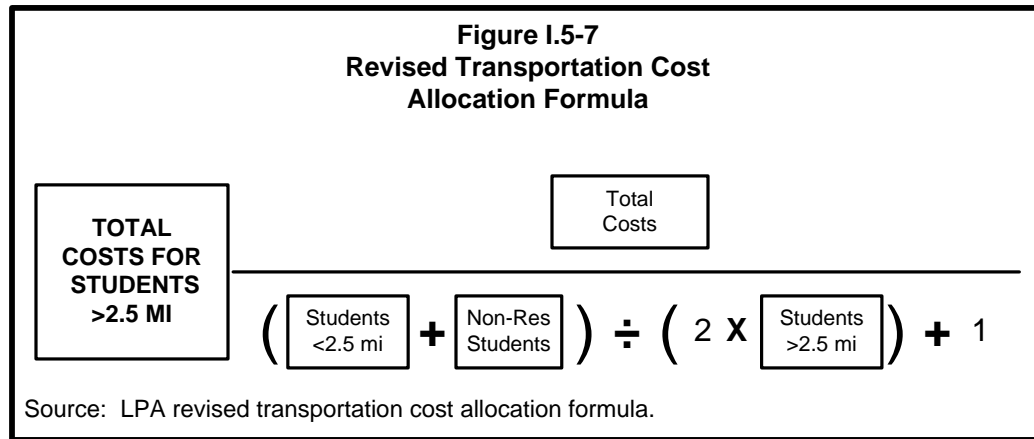 Figure I.5-7
Revised Transportation Cost
Allocation Formula
TOTAL
COSTS FOR
STUDENTS
>2.5 MI
Total
Costs
( Students
<2.5 mi + Non-Res
Students ) ÷ ( 2 X Students
>2.5 mi ) + 1
Source: LPA revised transportation cost allocation formula.